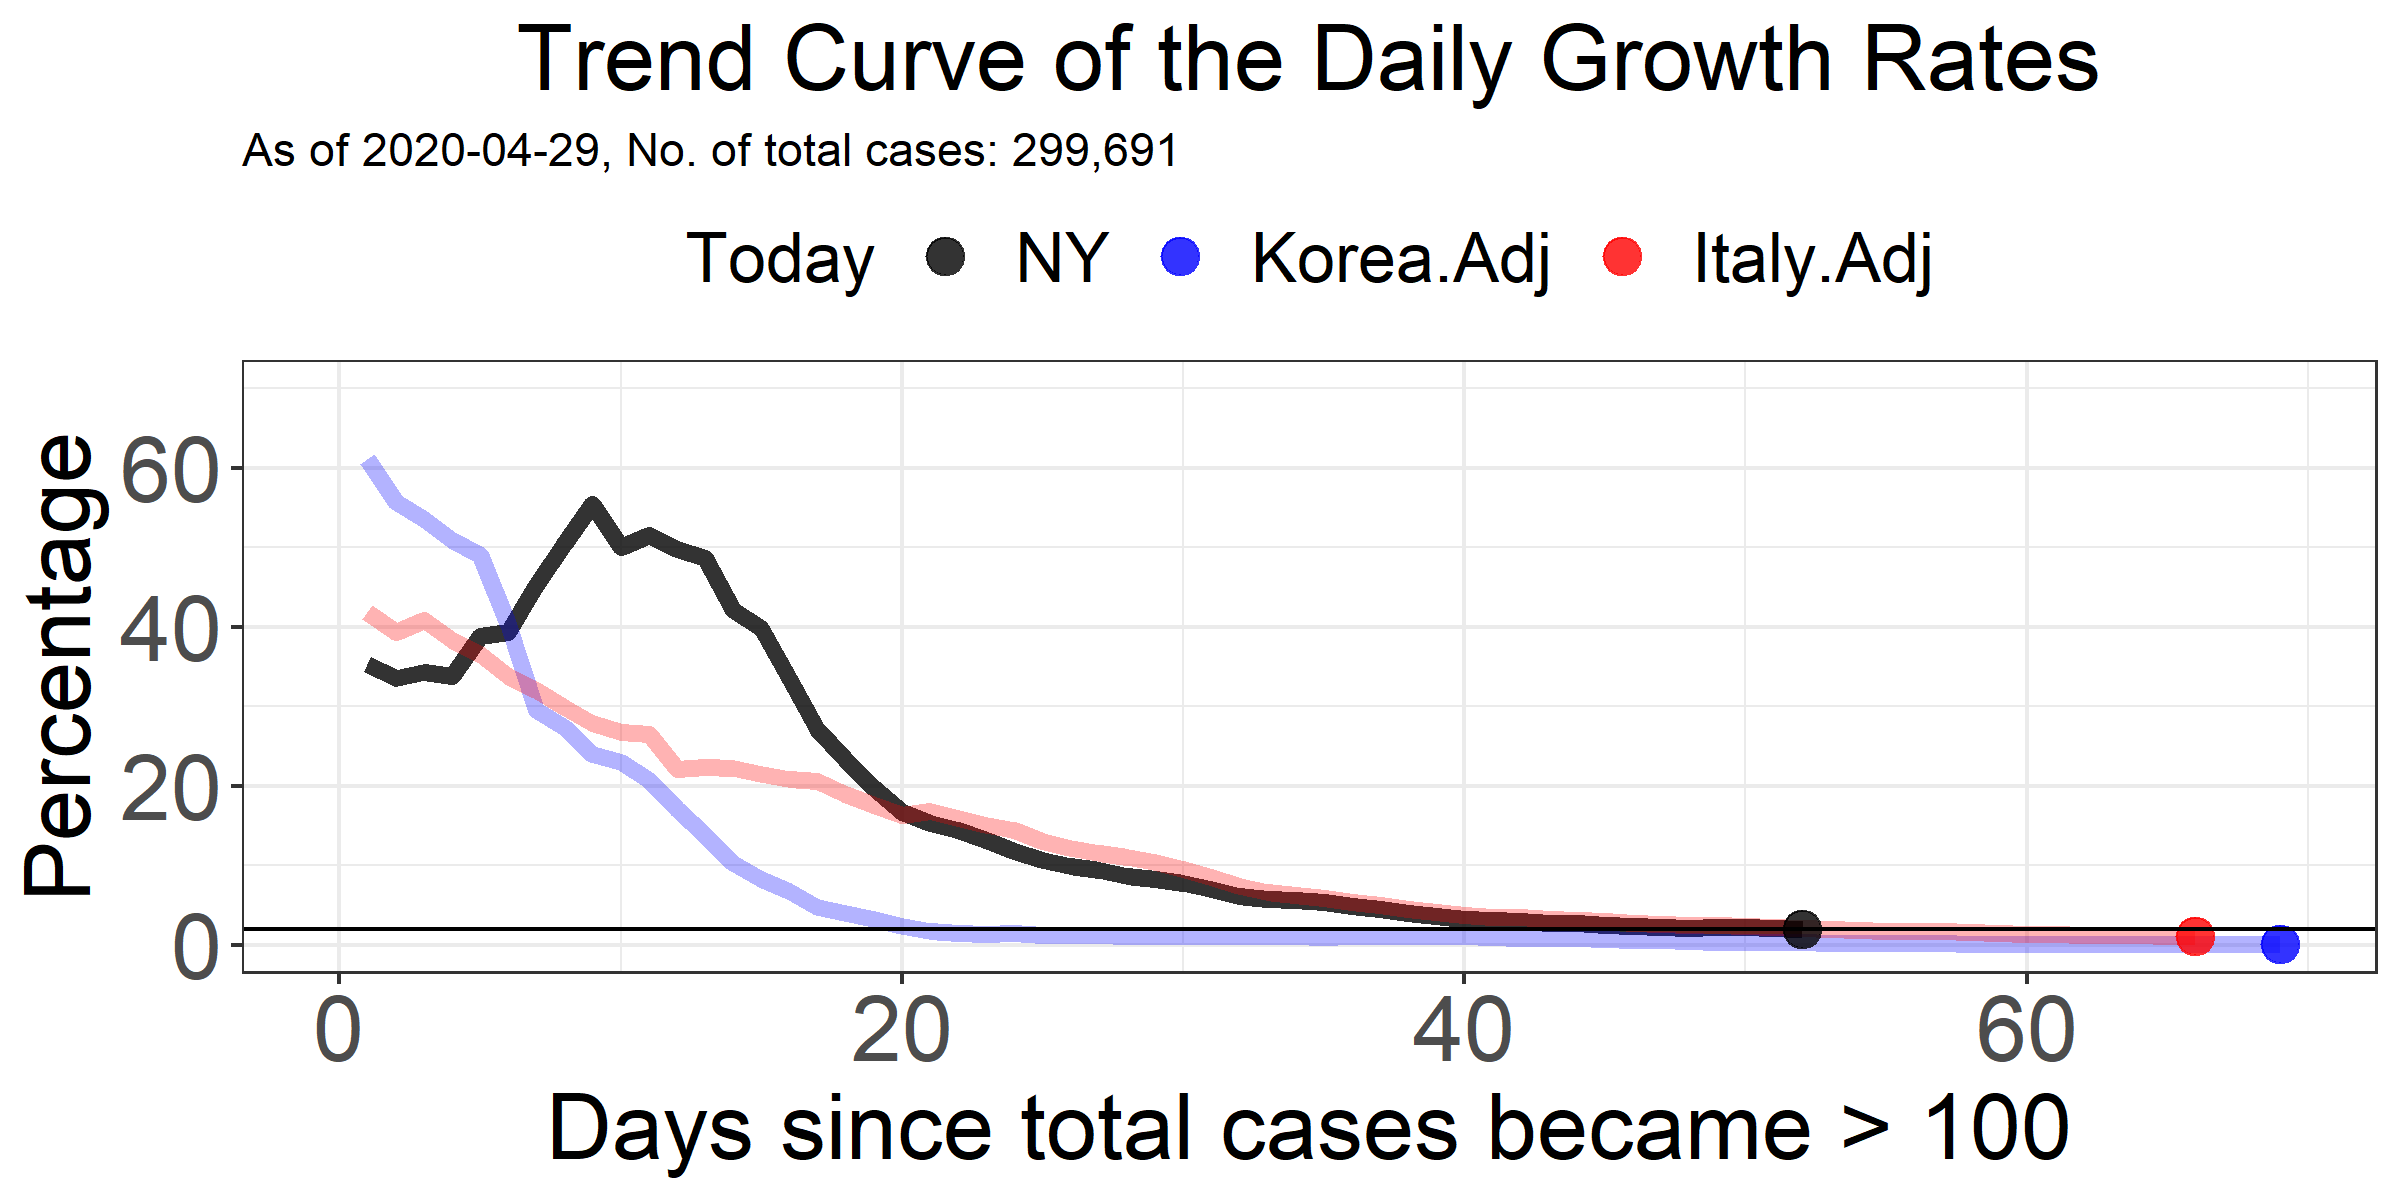 Trend Curve of the Daily Growth Rates
As of 2020-04-29, No. of total cases: 299,691
Today NY Korea.Adj Italy.Adj
Percentage
60
40
20
0
0 20 40 60
Days since total cases became > 100